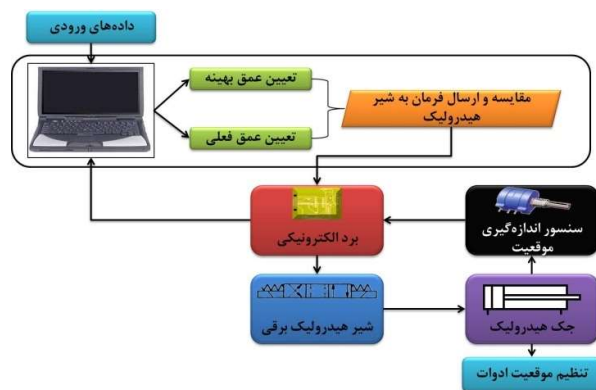 داده‌های ورودی
تعیین عمق بهینه
تعیین عمق فعلی
مقایسه و ارسال فرمان به شیر
هیدرولیک
برد الکترونیکی
سنسور اندازه‌گیری
موقعیت
شیر هیدرولیک برقی
جک هیدرولیک
تنظیم موقعیت ادوات